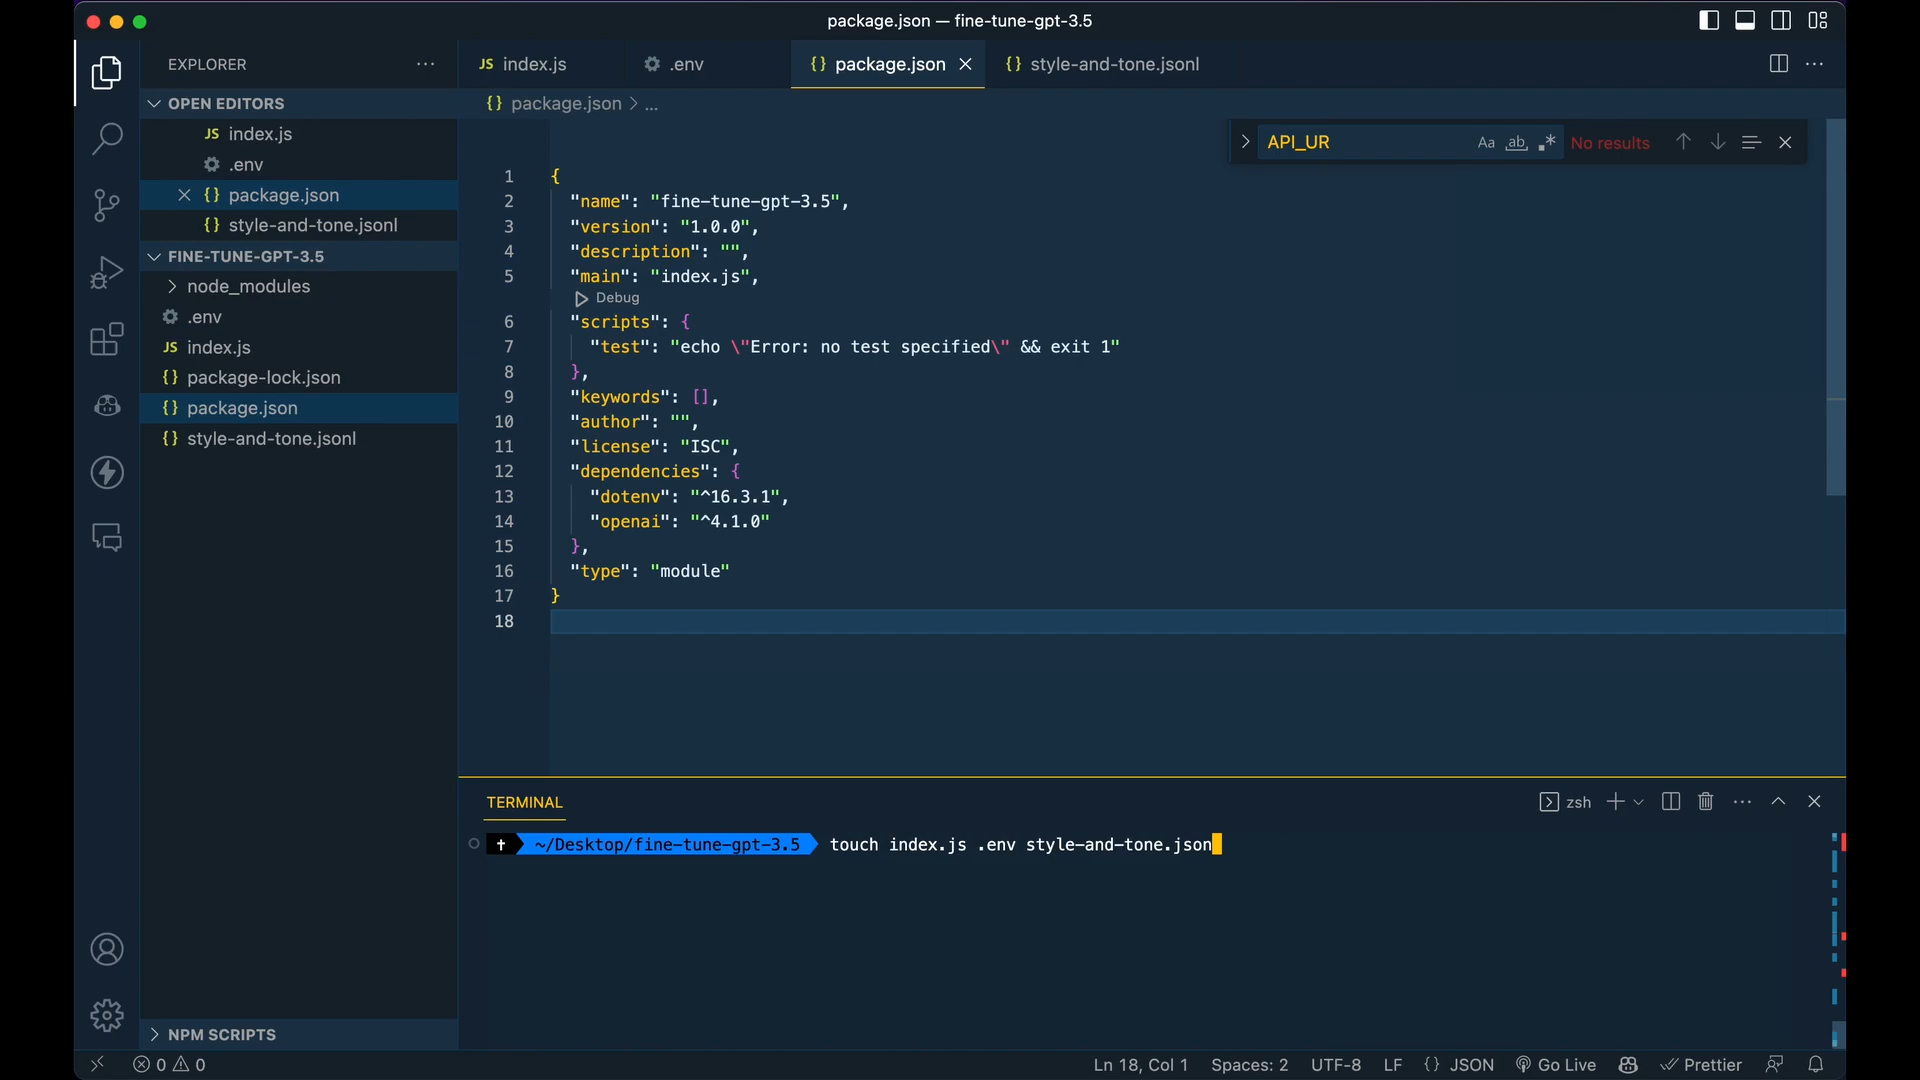 package.json — fine-tune-gpt-3.5
EXPLORER
JS index.js
.env
{} package.json
{} style-and-tone.jsonl
OPEN EDITORS
JS index.js
.env
{} package.json
{} style-and-tone.jsonl
FINE-TUNE-GPT-3.5
node_modules
.env
JS index.js
{} package-lock.json
{} package.json
{} style-and-tone.jsonl
NPM SCRIPTS
{} package.json > ...
API_UR
Aa
ab
.*
No results
1 {
2 "name": "fine-tune-gpt-3.5",
3 "version": "1.0.0",
4 "description": "",
5 "main": "index.js",
Debug
6 "scripts": {
7 "test": "echo \"Error: no test specified\" && exit 1"
8 },
9 "keywords": [],
10 "author": "",
11 "license": "ISC",
12 "dependencies": {
13 "dotenv": "^16.3.1",
14 "openai": "^4.1.0"
15 },
16 "type": "module"
17 }
18
TERMINAL
zsh
~/Desktop/fine-tune-gpt-3.5 touch index.js .env style-and-tone.json
0 0
Ln 18, Col 1
Spaces: 2
UTF-8
LF
{} JSON
Go Live
Prettier